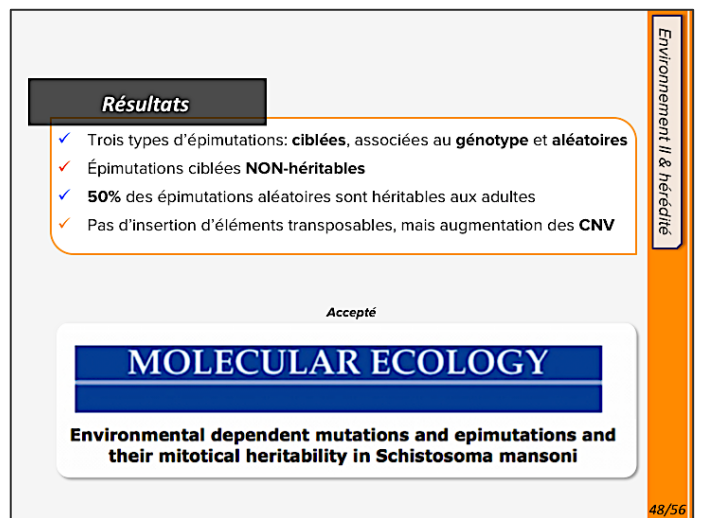 Environnement II & hérédité
Résultats
Trois types d'épimutations: ciblées, associées au génotype et aléatoires
Épimutations ciblées NON-héritables
50% des épimutations aléatoires sont héritables aux adultes
Pas d'insertion d'éléments transposables, mais augmentation des CNV
Accepté
MOLECULAR ECOLOGY
Environmental dependent mutations and epimutations and
their mitotical heritability in Schistosoma mansoni
48/56